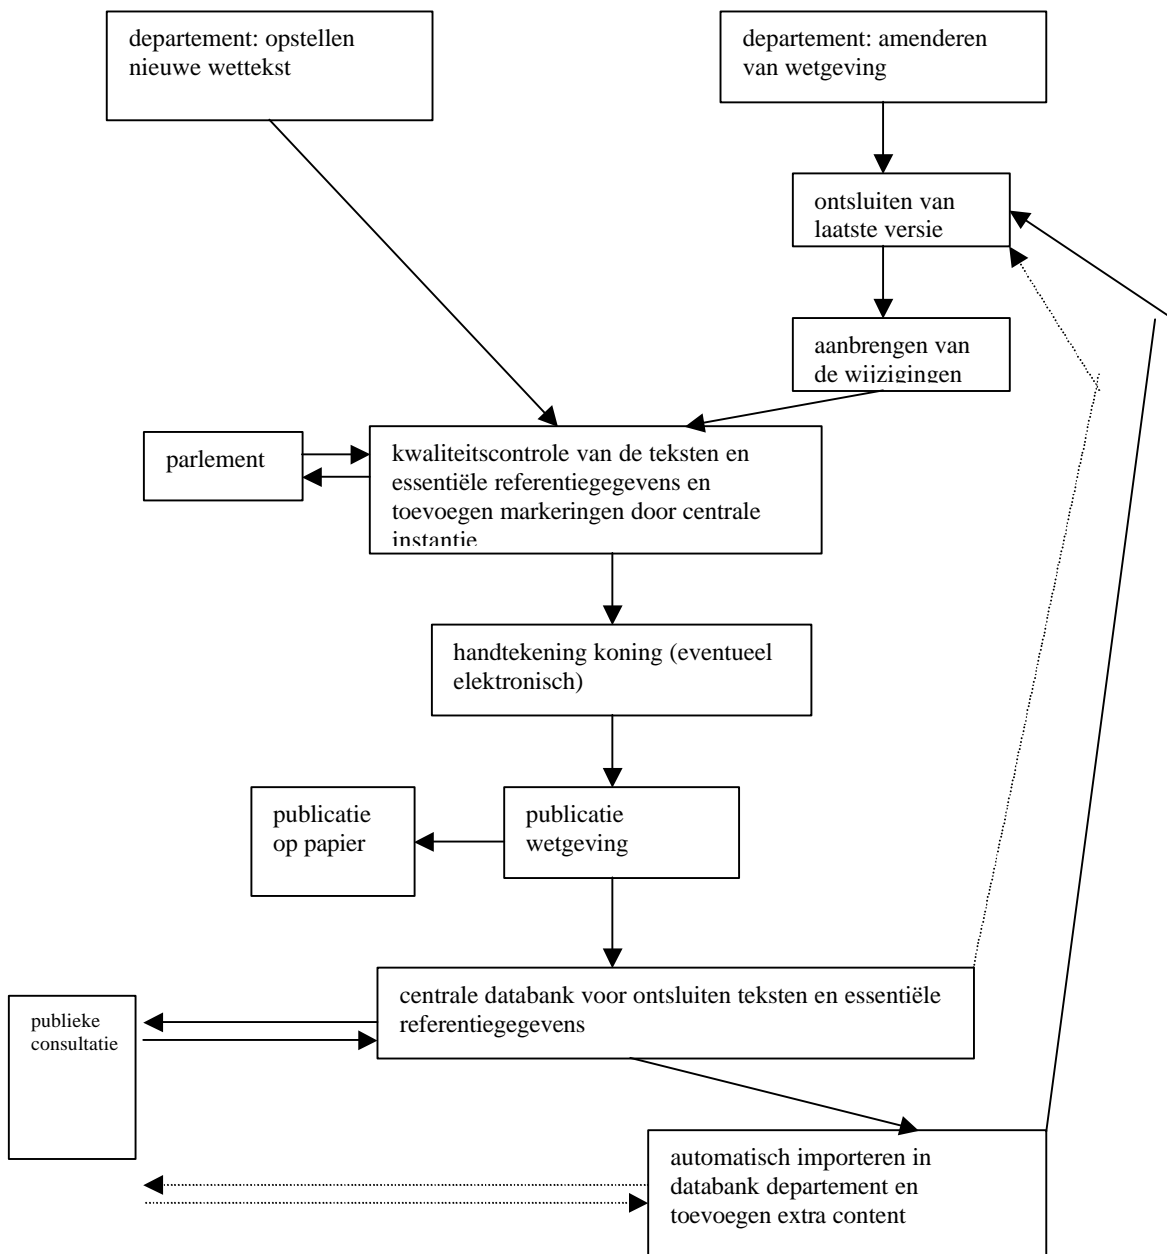 departement: opstellen
nieuwe wettekst
departement: amenderen
van wetgeving
ontsluiten van
laatste versie
aanbrengen van
de wijzigingen
parlement
kwaliteitscontrole van de teksten en
essentiële referentiegegevens en
toevoegen markeringen door centrale
instantie
handtekening koning (eventueel
elektronisch)
publicatie
op papier
publicatie
wetgeving
centrale databank voor ontsluiten teksten en essentiële
referentiegegevens
publieke
consultatie
automatisch importeren in
databank departement en
toevoegen extra content